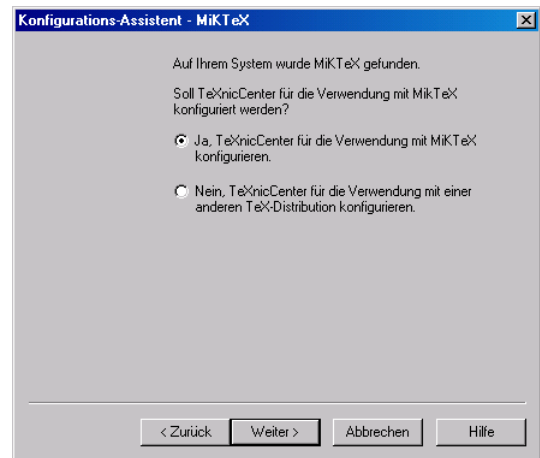 Konfigurations-Assistent - MiKTeX
Auf Ihrem System wurde MiKTeX gefunden.
Soll TeXnicCenter für die Verwendung mit MikTeX
konfiguriert werden?
Ja, TeXnicCenter für die Verwendung mit MiKTeX
konfigurieren.
Nein, TeXnicCenter für die Verwendung mit einer
anderen TeX-Distribution konfigurieren.
< Zurück Weiter > Abbrechen Hilfe